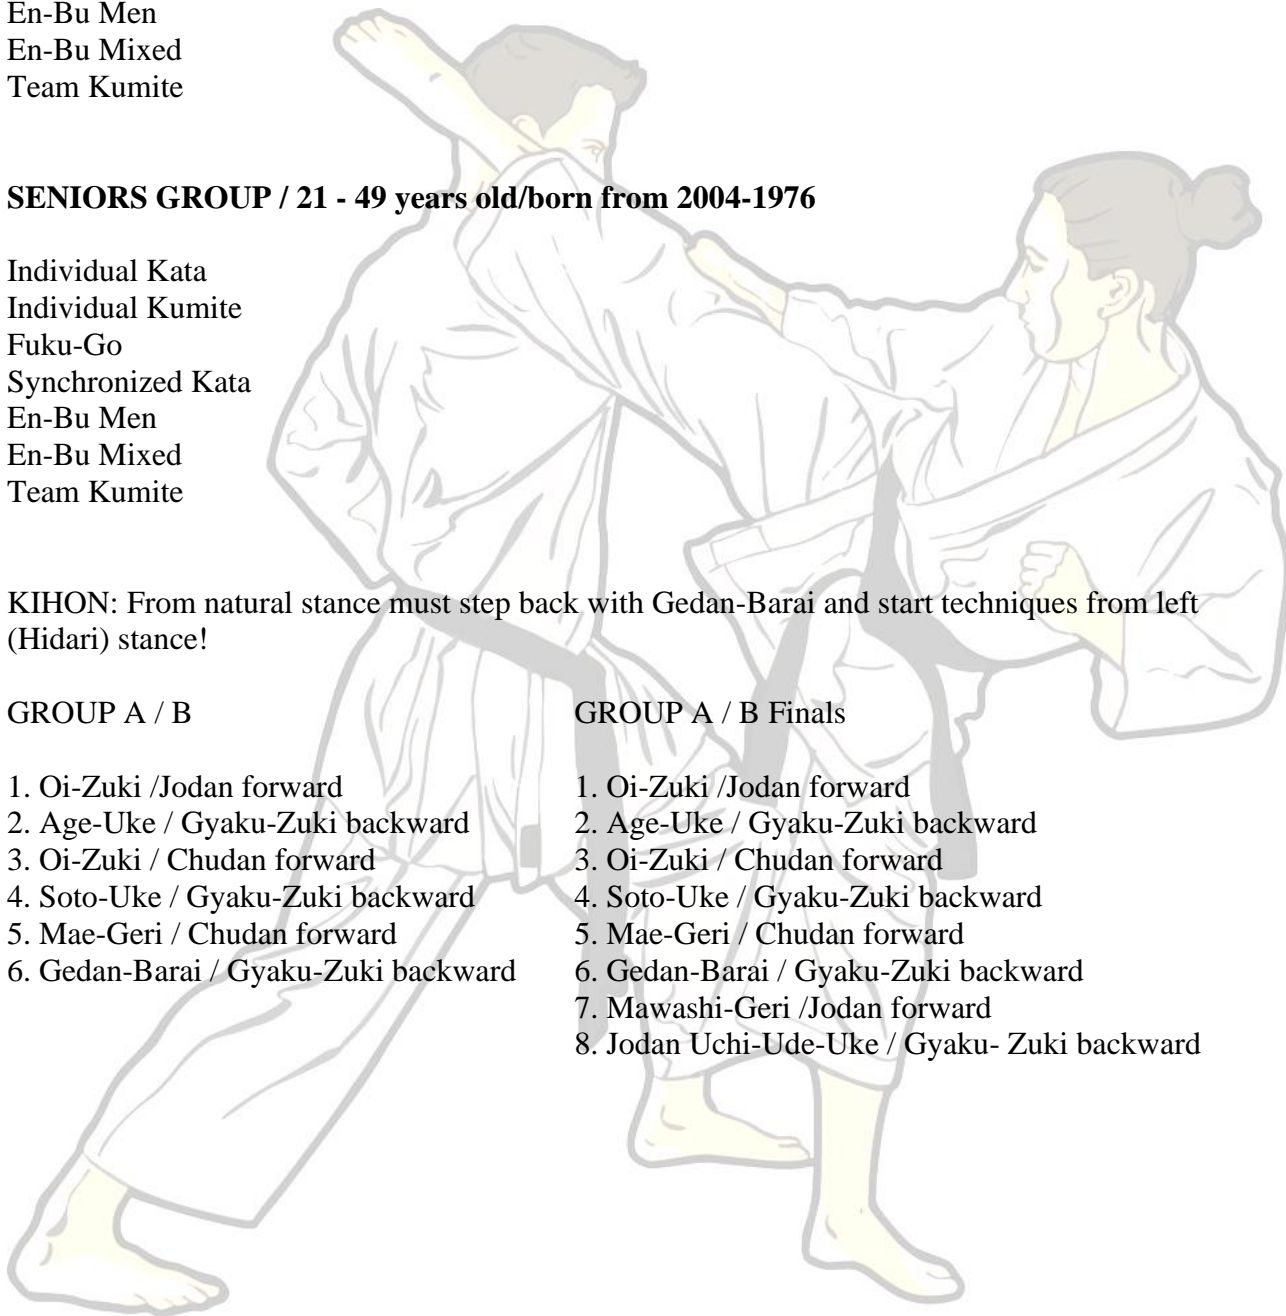 En-Bu Men
En-Bu Mixed
Team Kumite
SENIORS GROUP / 21 - 49 years old/born from 2004-1976
Individual Kata
Individual Kumite
Fuku-Go
Synchronized Kata
En-Bu Men
En-Bu Mixed
Team Kumite
KIHON: From natural stance must step back with Gedan-Barai and start techniques from left
(Hidari) stance!
GROUP A / B
1. Oi-Zuki /Jodan forward
2. Age-Uke / Gyaku-Zuki backward
3. Oi-Zuki / Chudan forward
4. Soto-Uke / Gyaku-Zuki backward
5. Mae-Geri / Chudan forward
6. Gedan-Barai / Gyaku-Zuki backward
GROUP A / B Finals
1. Oi-Zuki /Jodan forward
2. Age-Uke / Gyaku-Zuki backward
3. Oi-Zuki / Chudan forward
4. Soto-Uke / Gyaku-Zuki backward
5. Mae-Geri / Chudan forward
6. Gedan-Barai / Gyaku-Zuki backward
7. Mawashi-Geri /Jodan forward
8. Jodan Uchi-Ude-Uke / Gyaku- Zuki backward